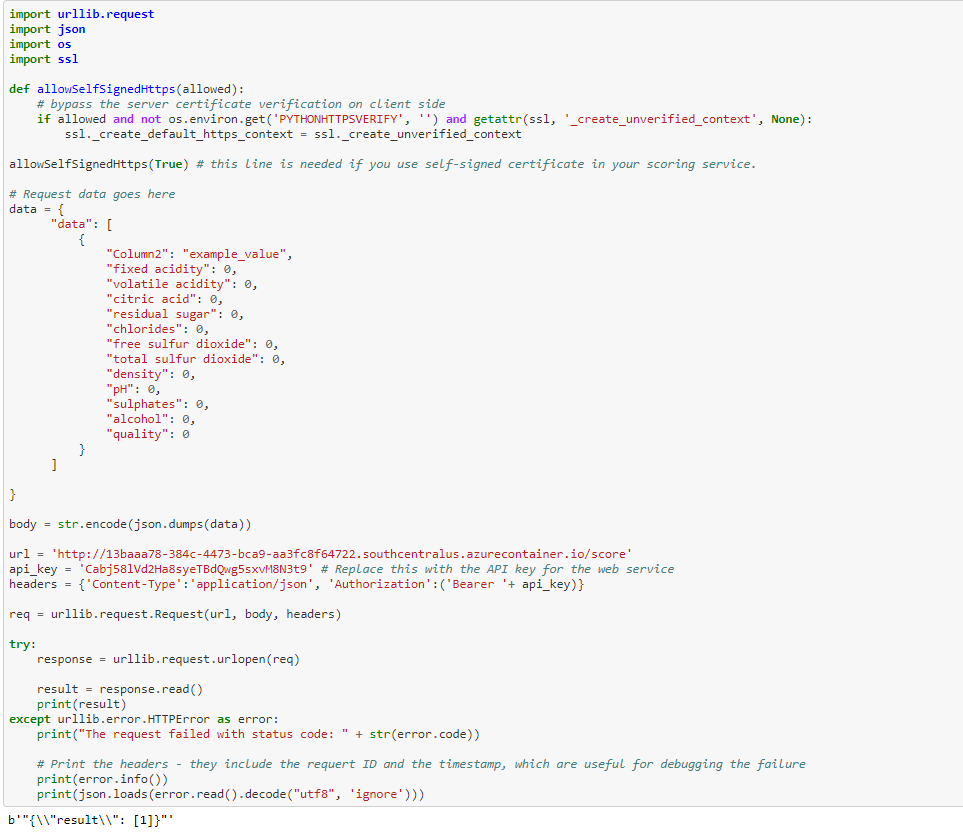 import urllib.request
import json
import os
import ssl
def allowSelfSignedHttps(allowed):
# bypass the server certificate verification on client side
if allowed and not os.environ.get('PYTHONHTTPSVERIFY', '') and getattr(ssl, '_create_unverified_context', None):
ssl._create_default_https_context = ssl._create_unverified_context
allowSelfSignedHttps(True) # this line is needed if you use self-signed certificate in your scoring service.
# Request data goes here
data = {
"data": [
{
"Column2": "example_value",
"fixed acidity": 0,
"volatile acidity": 0,
"citric acid": 0,
"residual sugar": 0,
"chlorides": 0,
"free sulfur dioxide": 0,
"total sulfur dioxide": 0,
"density": 0,
"pH": 0,
"sulphates": 0,
"alcohol": 0,
"quality": 0
}
]
}
body = str.encode(json.dumps(data))
url = 'http://13baaa78-384c-4473-bca9-aa3fc8f64722.southcentralus.azurecontainer.io/score'
api_key = 'Cabj58lVd2Ha8syeTBdQwg5sxvM8N3t9' # Replace this with the API key for the web service
headers = {'Content-Type':'application/json', 'Authorization':('Bearer '+ api_key)}
req = urllib.request.Request(url, body, headers)
try:
response = urllib.request.urlopen(req)
result = response.read()
print(result)
except urllib.error.HTTPError as error:
print("The request failed with status code: " + str(error.code))
# Print the headers - they include the requert ID and the timestamp, which are useful for debugging the failure
print(error.info())
print(json.loads(error.read().decode("utf8", 'ignore')))
b'"{\\"result\\": [1]}"'